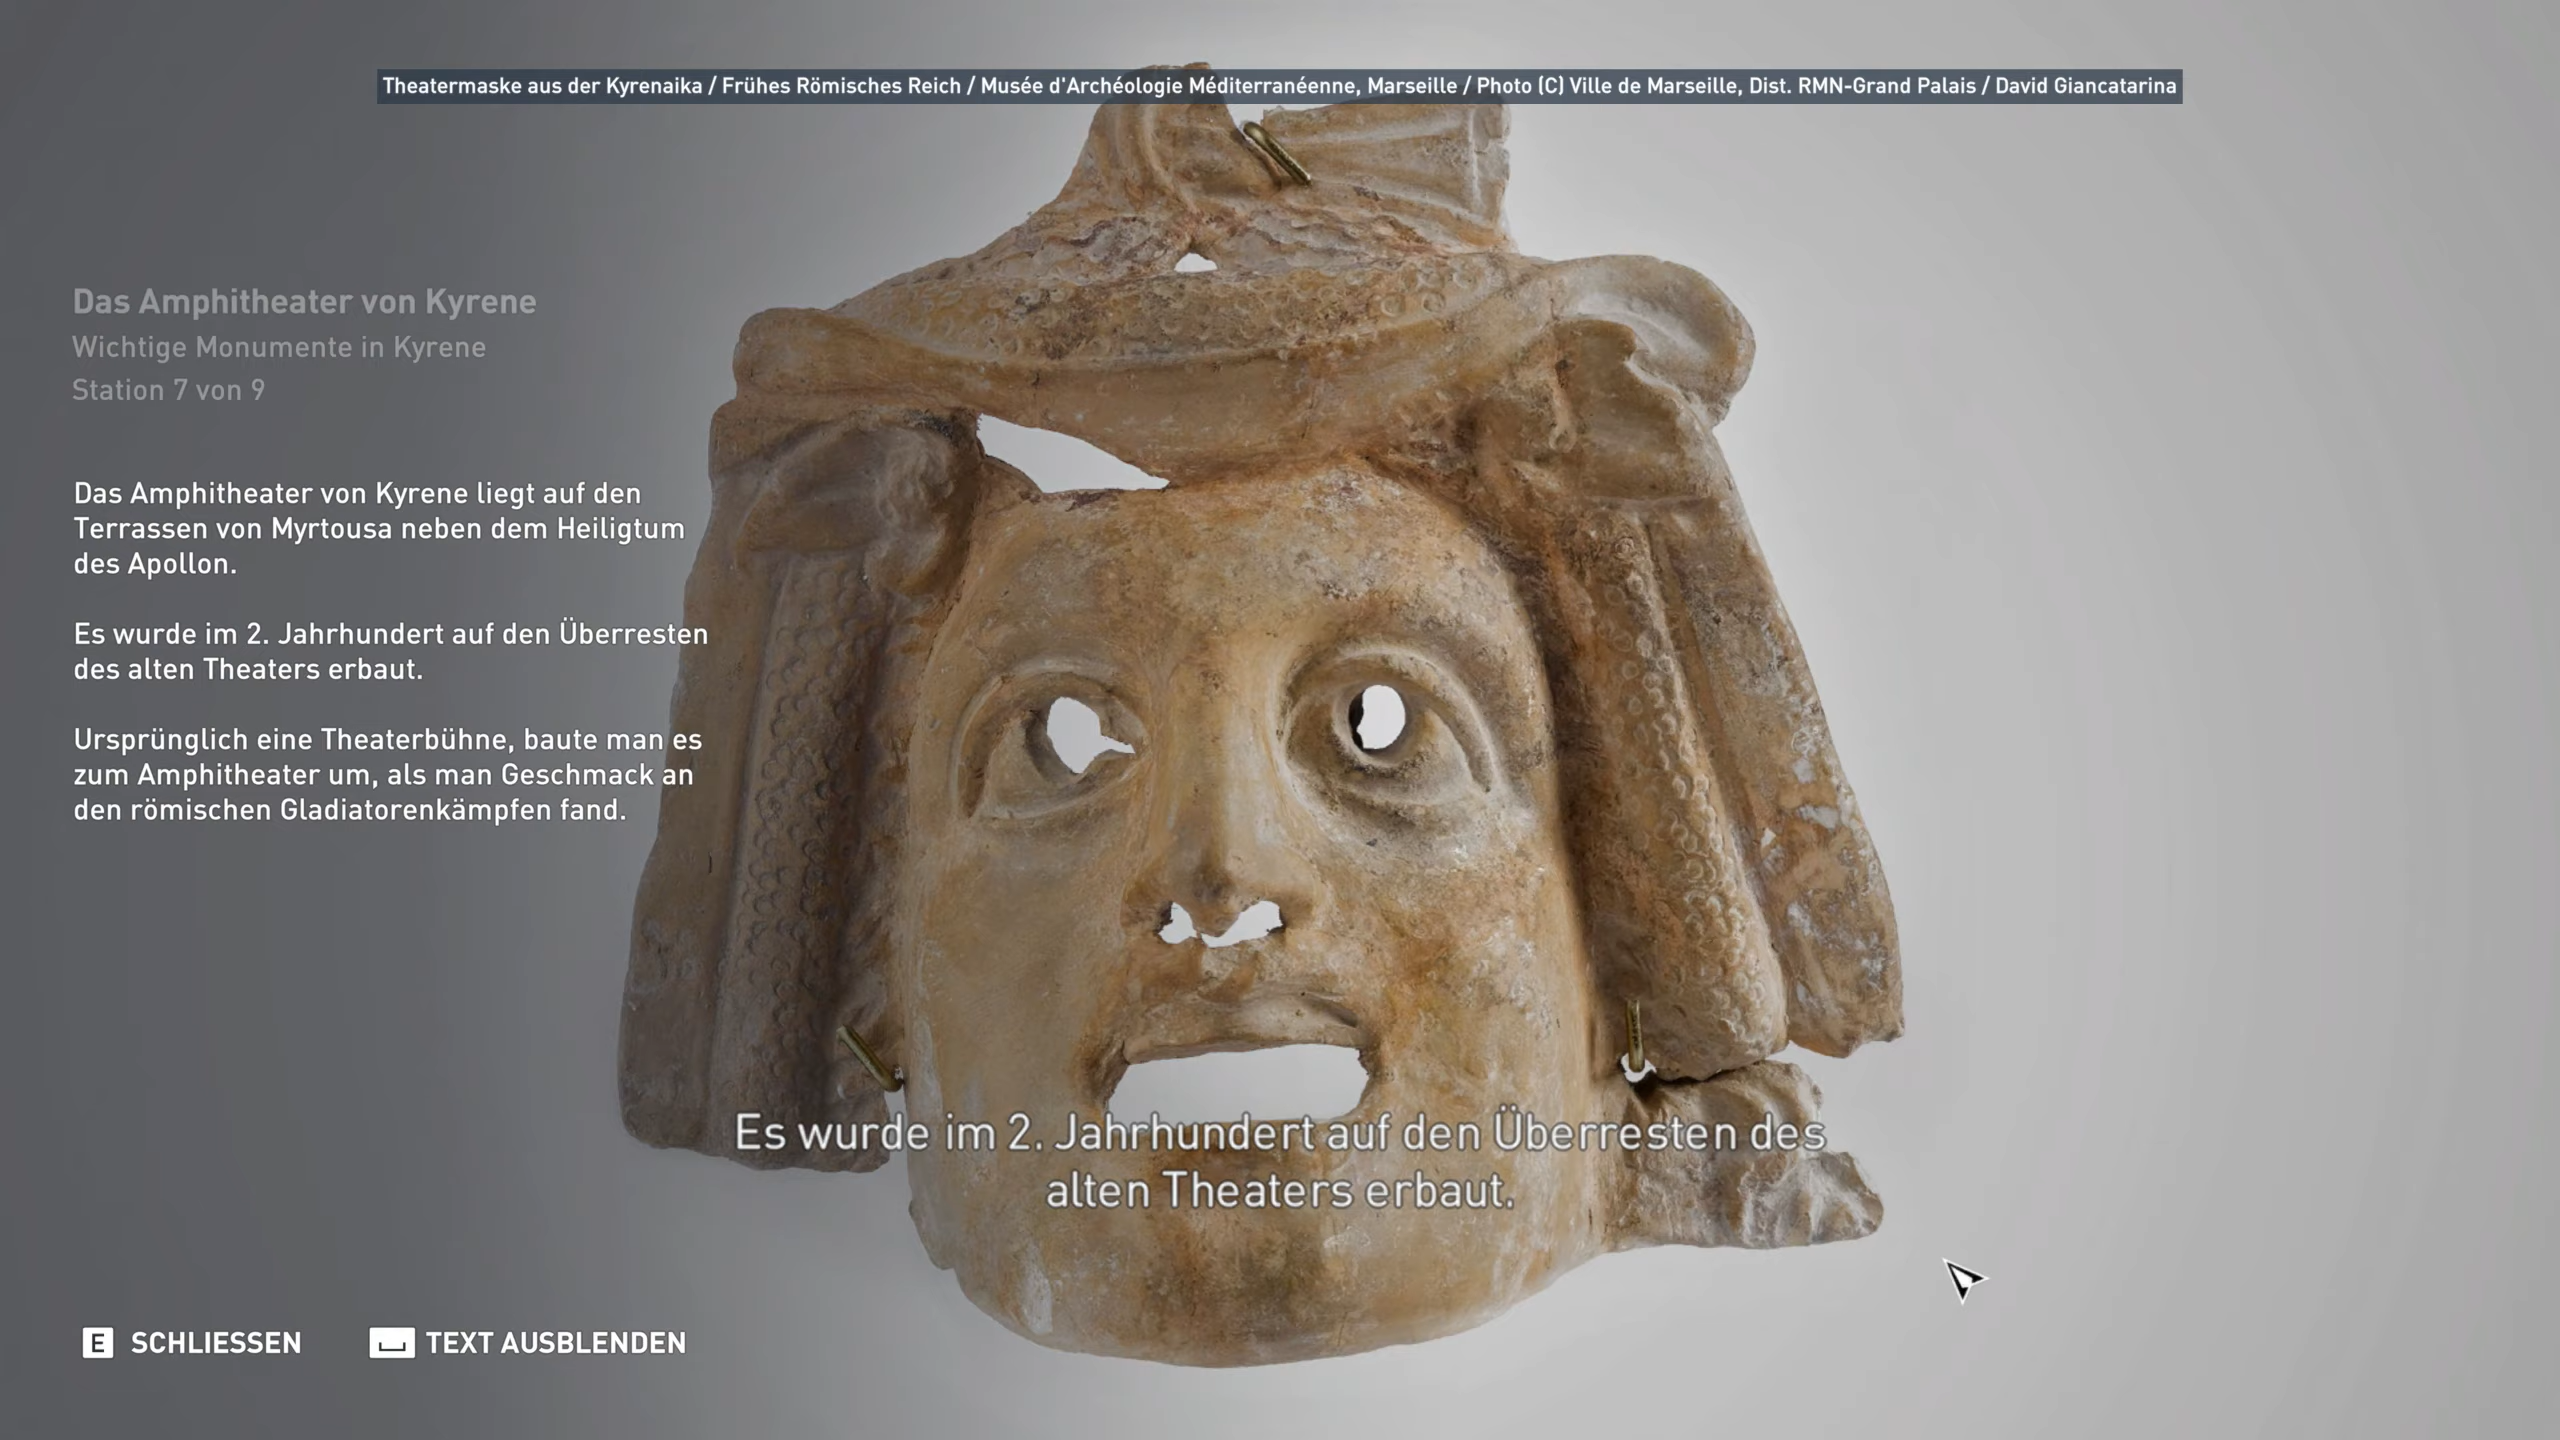 Theatermaske aus der Kyrenaika / Frühes Römisches Reich / Musée d'Archéologie Méditerranéenne, Marseille / Photo (C) Ville de Marseille, Dist. RMN-Grand Palais / David Giancatarina
Das Amphitheater von Kyrene
Wichtige Monumente in Kyrene
Station 7 von 9
Das Amphitheater von Kyrene liegt auf den
Terrassen von Myrtousa neben dem Heiligtum
des Apollon.
Es wurde im 2. Jahrhundert auf den Überresten
des alten Theaters erbaut.
Ursprünglich eine Theaterbühne, baute man es
zum Amphitheater um, als man Geschmack an
den römischen Gladiatorenkämpfen fand.
Es wurde im 2. Jahrhundert auf den Überresten des
alten Theaters erbaut.
E SCHLIESSEN
TEXT AUSBLENDEN